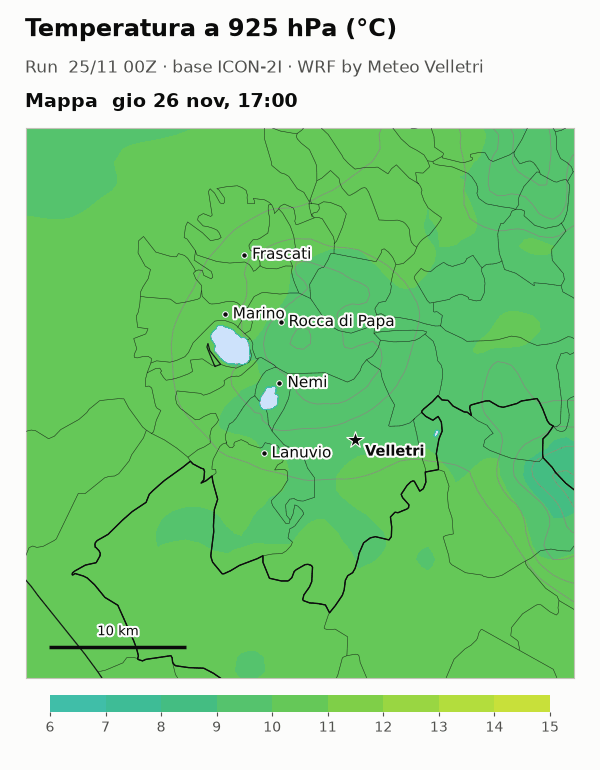 Temperatura a 925 hPa (°C)
Run  25/11 00Z · base ICON-2I · WRF by Meteo Velletri
Mappa  gio 26 nov, 17:00
Frascati
Marino
Rocca di Papa
Nemi
Velletri
Lanuvio
10 km
6 7 8 9 10 11 12 13 14 15